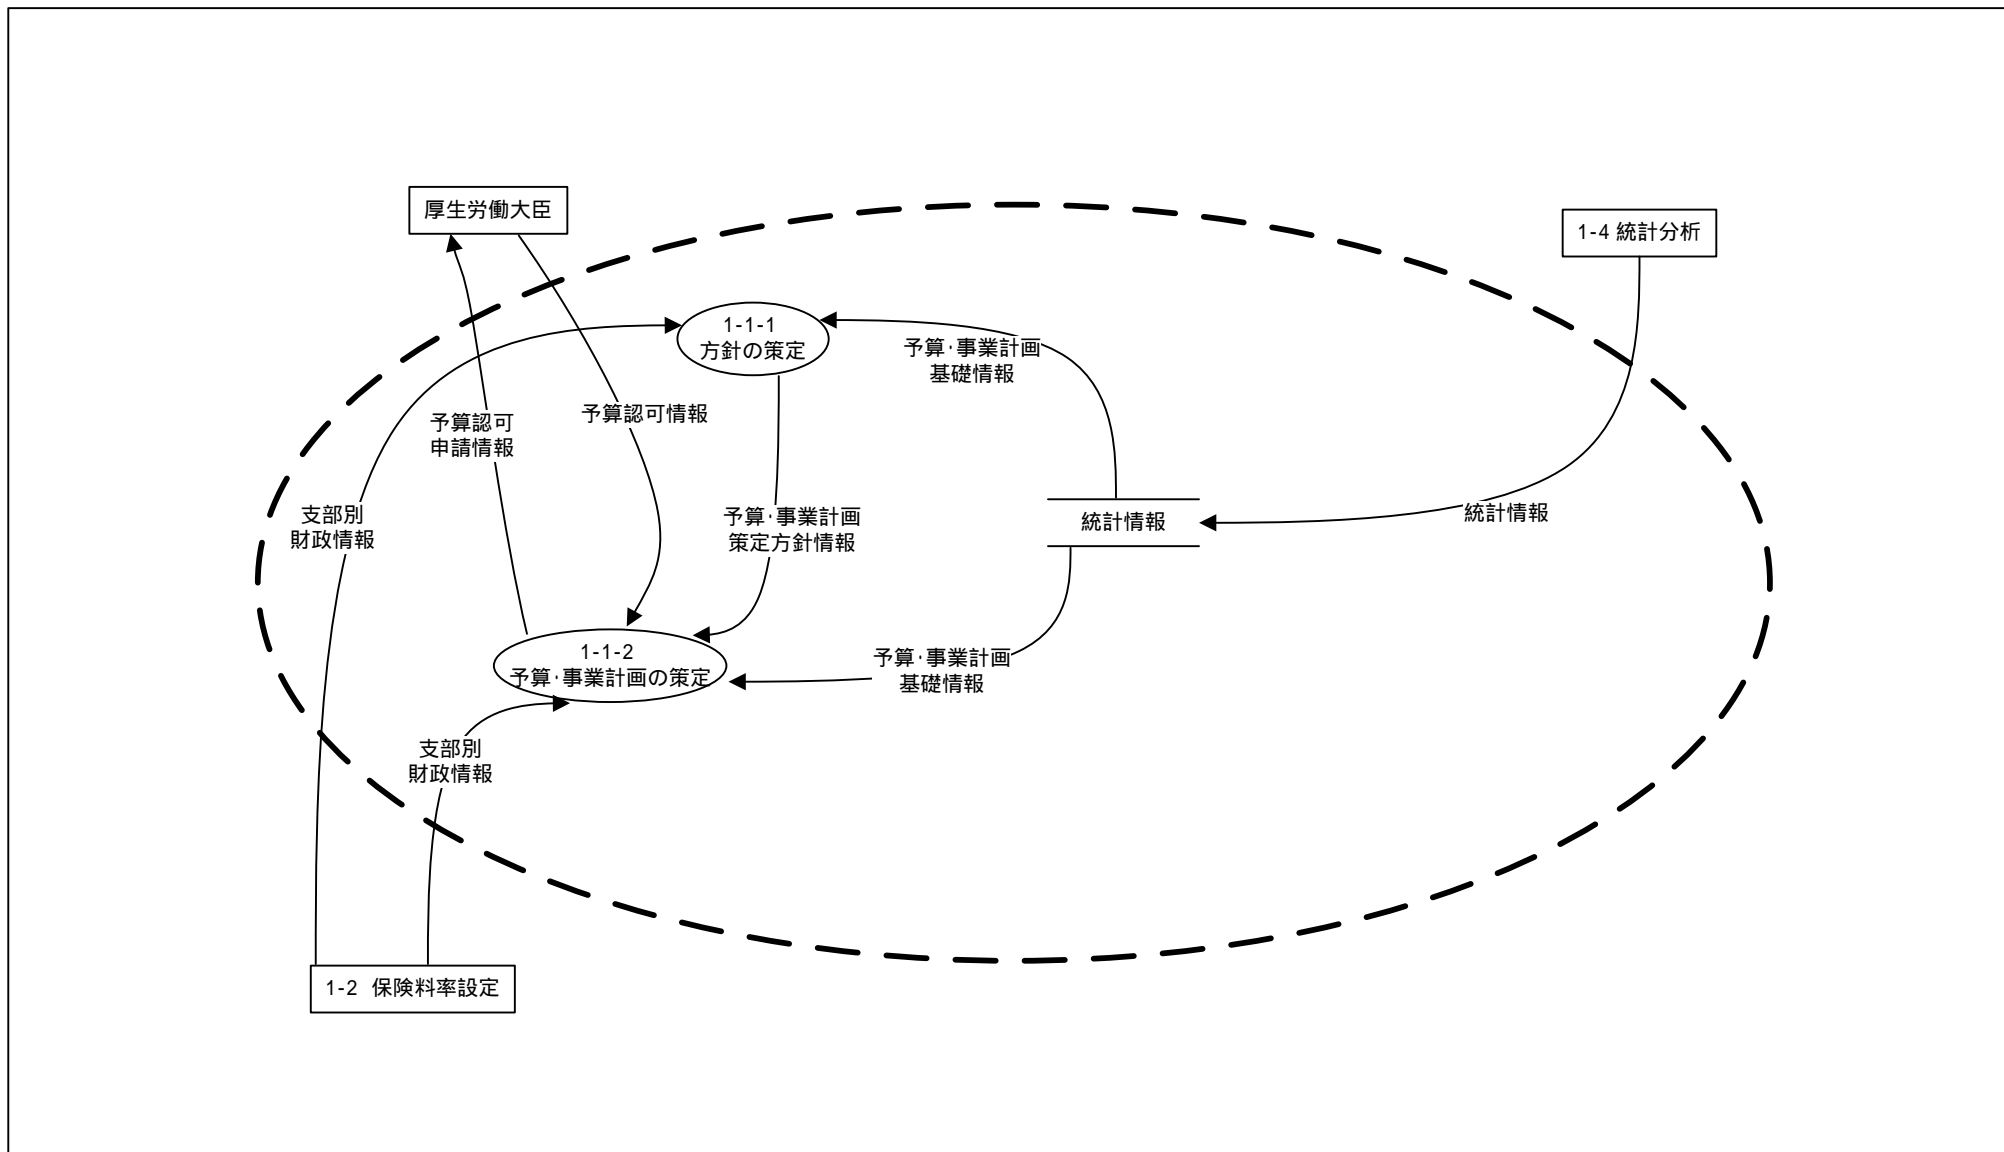 厚生労働大臣
1-4 統計分析
1-1-1
方針の策定
予算・事業計画
基礎情報
予算認可
申請情報
予算認可情報
支部別
財政情報
予算・事業計画
策定方針情報
統計情報
統計情報
1-1-2
予算・事業計画の策定
予算・事業計画
基礎情報
支部別
財政情報
1-2 保険料率設定